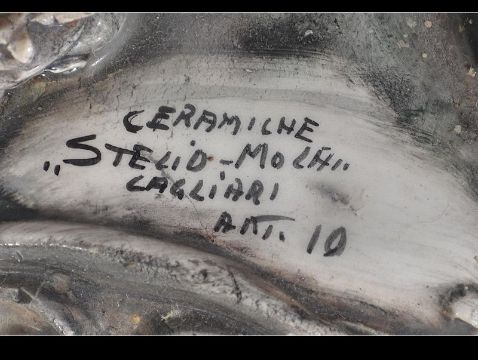 CERAMICHE
„STELIO-MOLA„
CAGLIARI
ART. 10